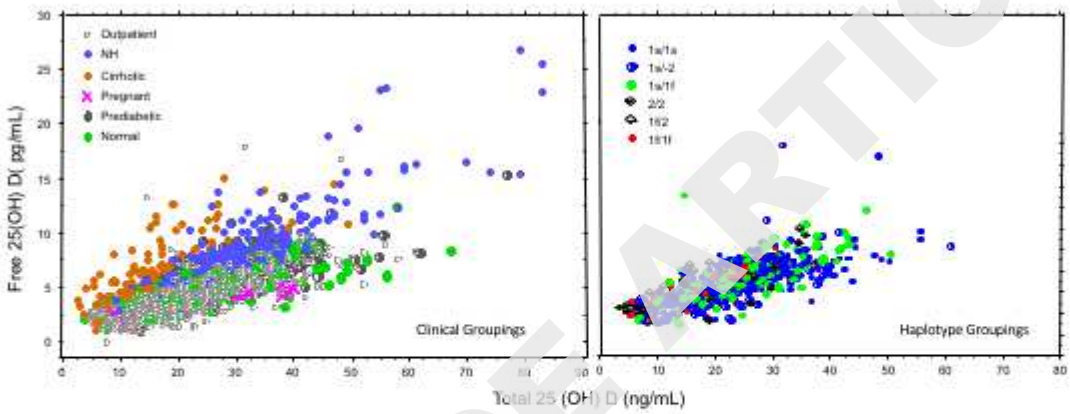 Free 25(OH) D( pg/mL)
30
25
20
15
10
5
0
Outpatient
NH
Cirrhotic
Pregnant
Prediabetic
Normal
Clinical Groupings
0 10 20 30 40 50 60 70 80 90
1s/1s
1s/-2
1s/1f
2/2
1f/2
1f/1f
Haplotype Groupings
0 10 20 30 40 50 60 70 80
Total 25 (OH) D (ng/mL)